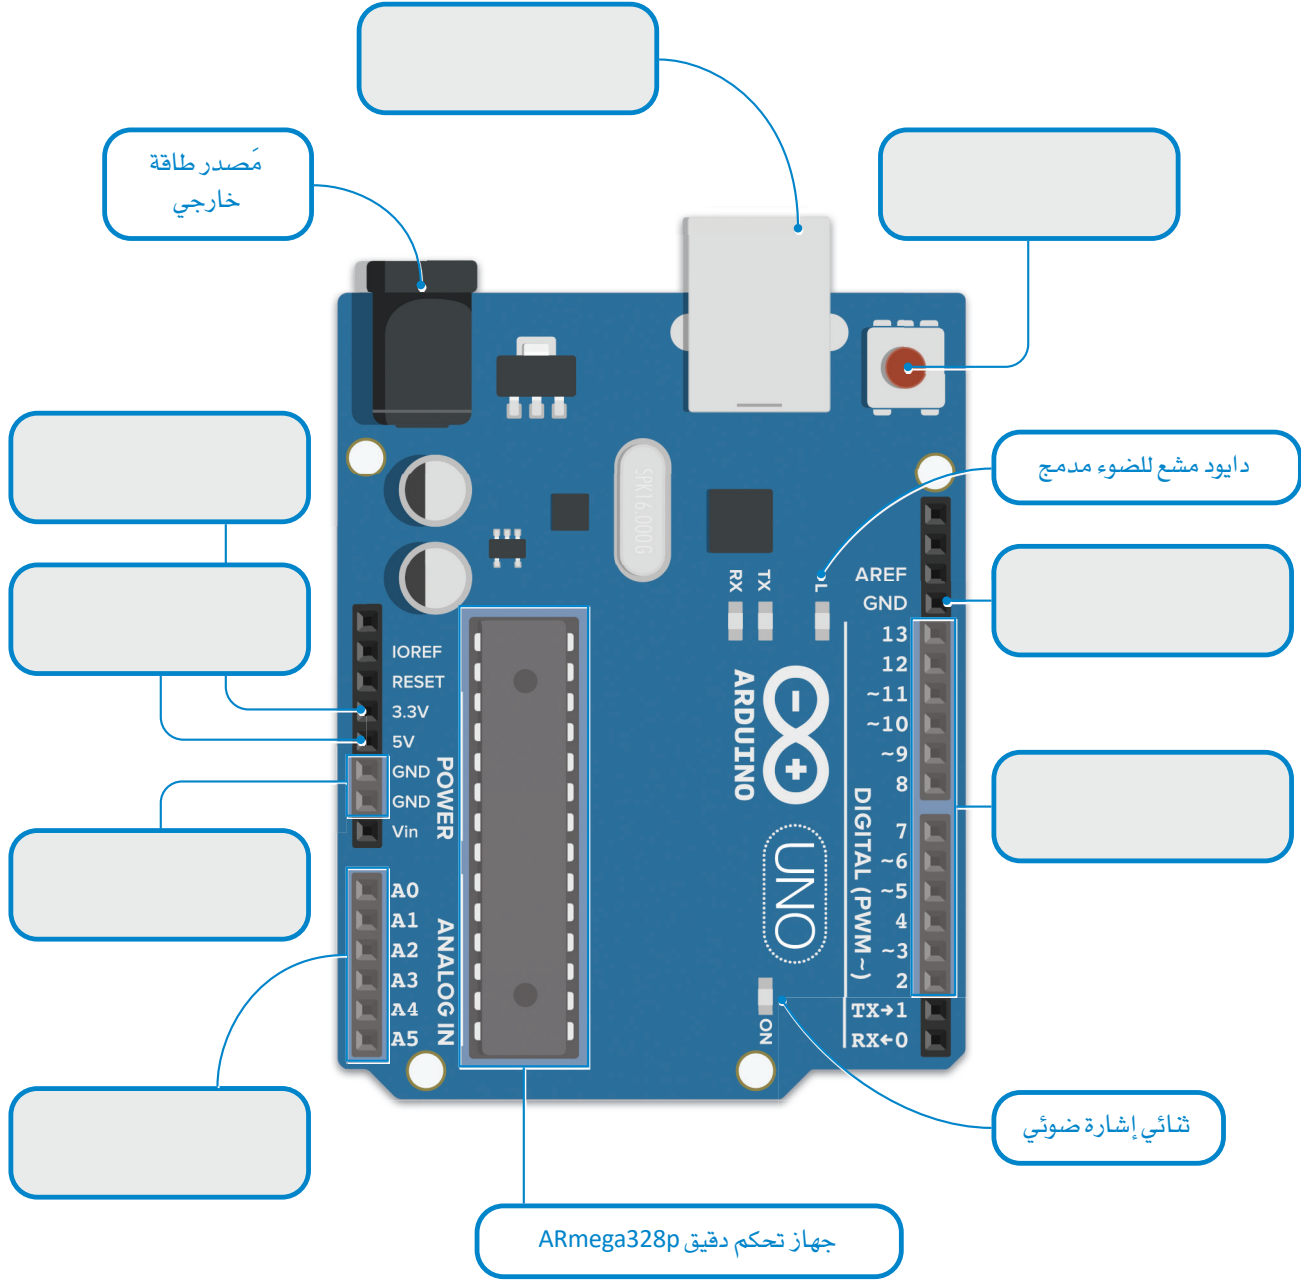 مَصدر طاقة
خارجي
دايود مشع للضوء مدمج
SPK16.000G
RX
TX
L
AREF
GND
13
12
~11
~10
~9
8
7
~6
~5
4
~3
2
TX→1
RX←0
DIGITAL (PWM ~)
ARDUINO
UNO
ON
IOREF
RESET
3.3V
5V
GND
GND
Vin
POWER
A0
A1
A2
A3
A4
A5
ANALOG IN
ثنائي إشارة ضوئي
جهاز تحكم دقيق ARmega328p